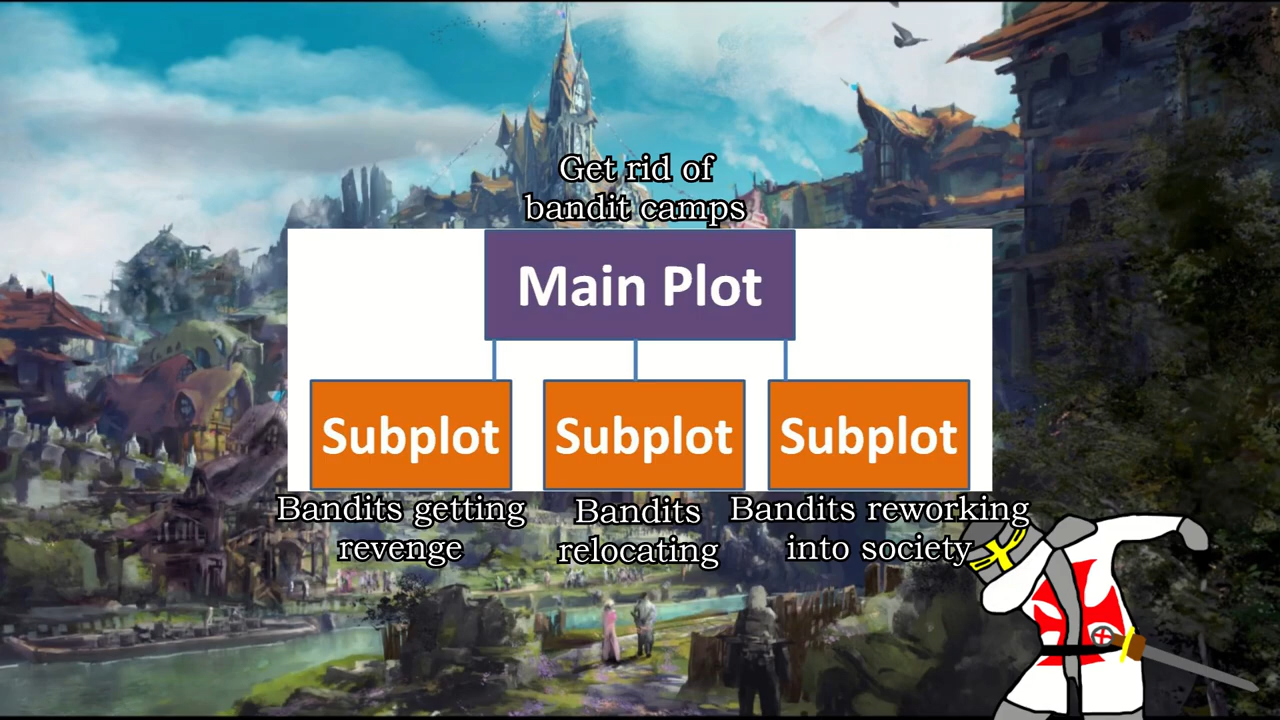 Get rid of
bandit camps
Main Plot
Subplot
Subplot
Subplot
Bandits getting
revenge
Bandits
relocating
Bandits reworking
into society